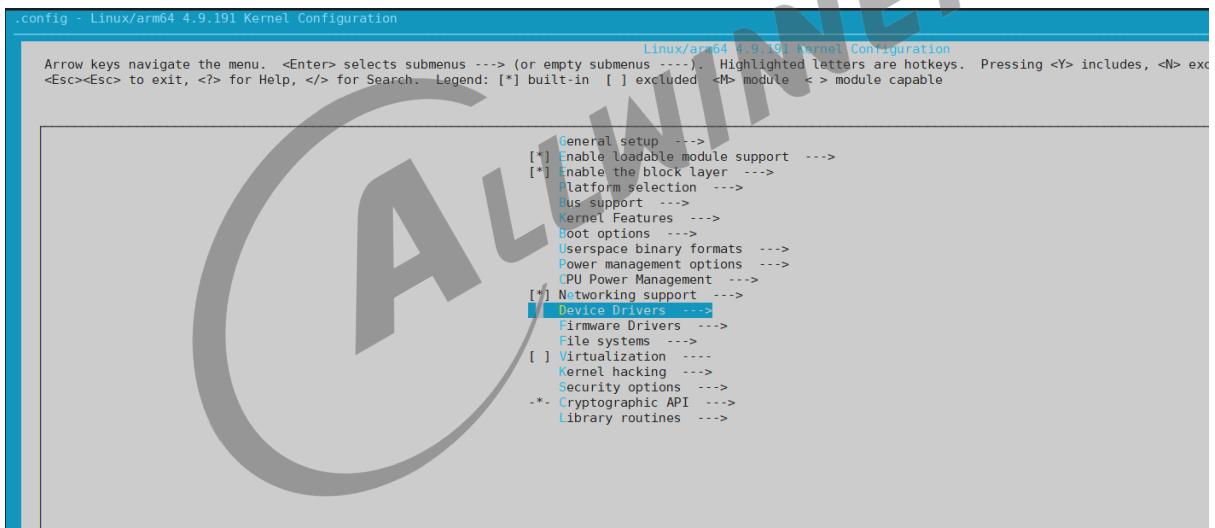 .config - Linux/arm64 4.9.191 Kernel Configuration
Linux/arm64 4.9.191 Kernel Configuration
Arrow keys navigate the menu. <Enter> selects submenus ---> (or empty submenus ----). Highlighted letters are hotkeys. Pressing <Y> includes, <N> exc
<Esc><Esc> to exit, <?> for Help, </> for Search. Legend: [*] built-in [ ] excluded <M> module < > module capable
General setup --->
[*] Enable loadable module support --->
[*] Enable the block layer --->
Platform selection --->
Bus support --->
Kernel Features --->
Boot options --->
Userspace binary formats --->
Power management options --->
CPU Power Management --->
[*] Networking support --->
Device Drivers --->
Firmware Drivers --->
File systems --->
[ ] Virtualization ----
Kernel hacking --->
Security options --->
-*- Cryptographic API --->
Library routines --->
ALLWINNE